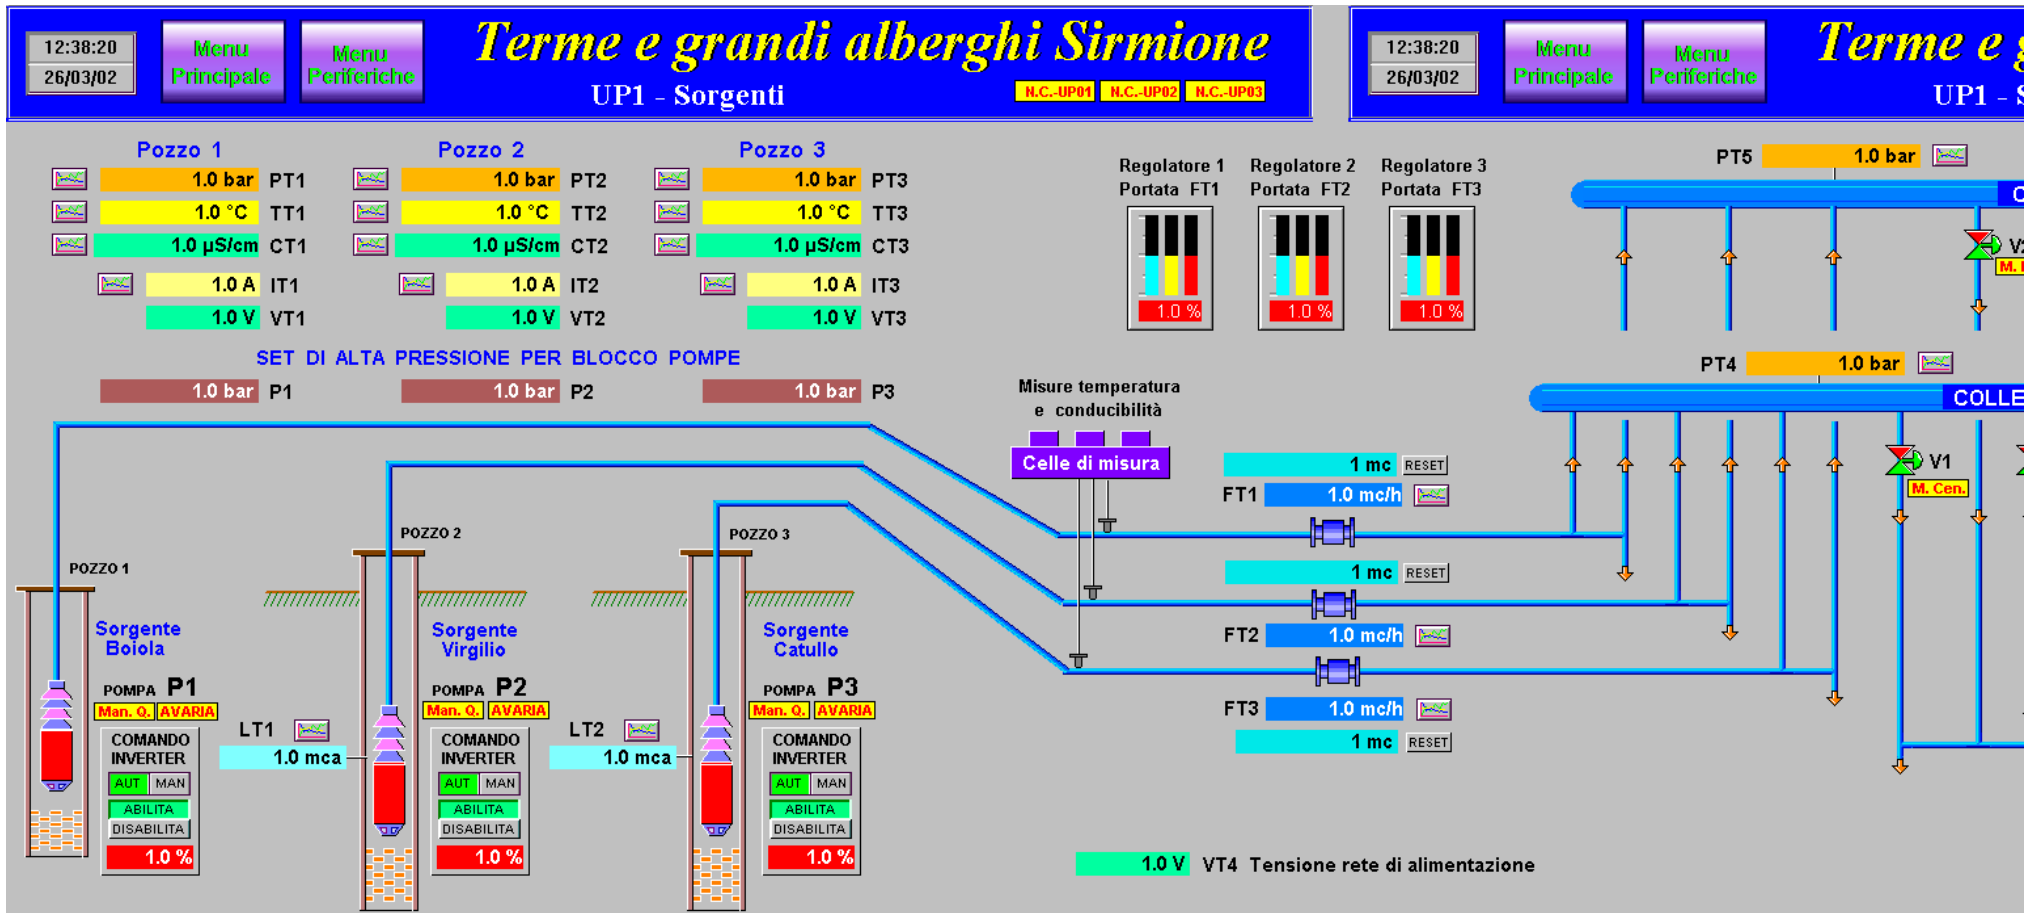 12:38:20
26/03/02
Menu
Principale
Menu
Periferiche
Terme e grandi alberghi Sirmione
UP1 - Sorgenti
N.C.-UP01 N.C.-UP02 N.C.-UP03
12:38:20
26/03/02
Menu
Principale
Menu
Periferiche
Terme e g
UP1 - S
Pozzo 1
1.0 bar PT1
1.0 °C TT1
1.0 µS/cm CT1
1.0 A IT1
1.0 V VT1
Pozzo 2
1.0 bar PT2
1.0 °C TT2
1.0 µS/cm CT2
1.0 A IT2
1.0 V VT2
Pozzo 3
1.0 bar PT3
1.0 °C TT3
1.0 µS/cm CT3
1.0 A IT3
1.0 V VT3
SET DI ALTA PRESSIONE PER BLOCCO POMPE
1.0 bar P1
1.0 bar P2
1.0 bar P3
Regolatore 1
Portata FT1
1.0 %
Regolatore 2
Portata FT2
1.0 %
Regolatore 3
Portata FT3
1.0 %
PT5 1.0 bar
V2
PT4 1.0 bar
COLLE
V1
M. Cen.
Misure temperatura
e conducibilità
Celle di misura
1 mc RESET
FT1 1.0 mc/h
1 mc RESET
FT2 1.0 mc/h
FT3 1.0 mc/h
1 mc RESET
POZZO 1
Sorgente
Boiola
POMPA P1
Man. Q. AVARIA
COMANDO
INVERTER
AUT MAN
ABILITA
DISABILITA
1.0 %
POZZO 2
Sorgente
Virgilio
POMPA P2
Man. Q. AVARIA
LT1
1.0 mca
COMANDO
INVERTER
AUT MAN
ABILITA
DISABILITA
1.0 %
POZZO 3
Sorgente
Catullo
POMPA P3
Man. Q. AVARIA
LT2
1.0 mca
COMANDO
INVERTER
AUT MAN
ABILITA
DISABILITA
1.0 %
1.0 V VT4 Tensione rete di alimentazione